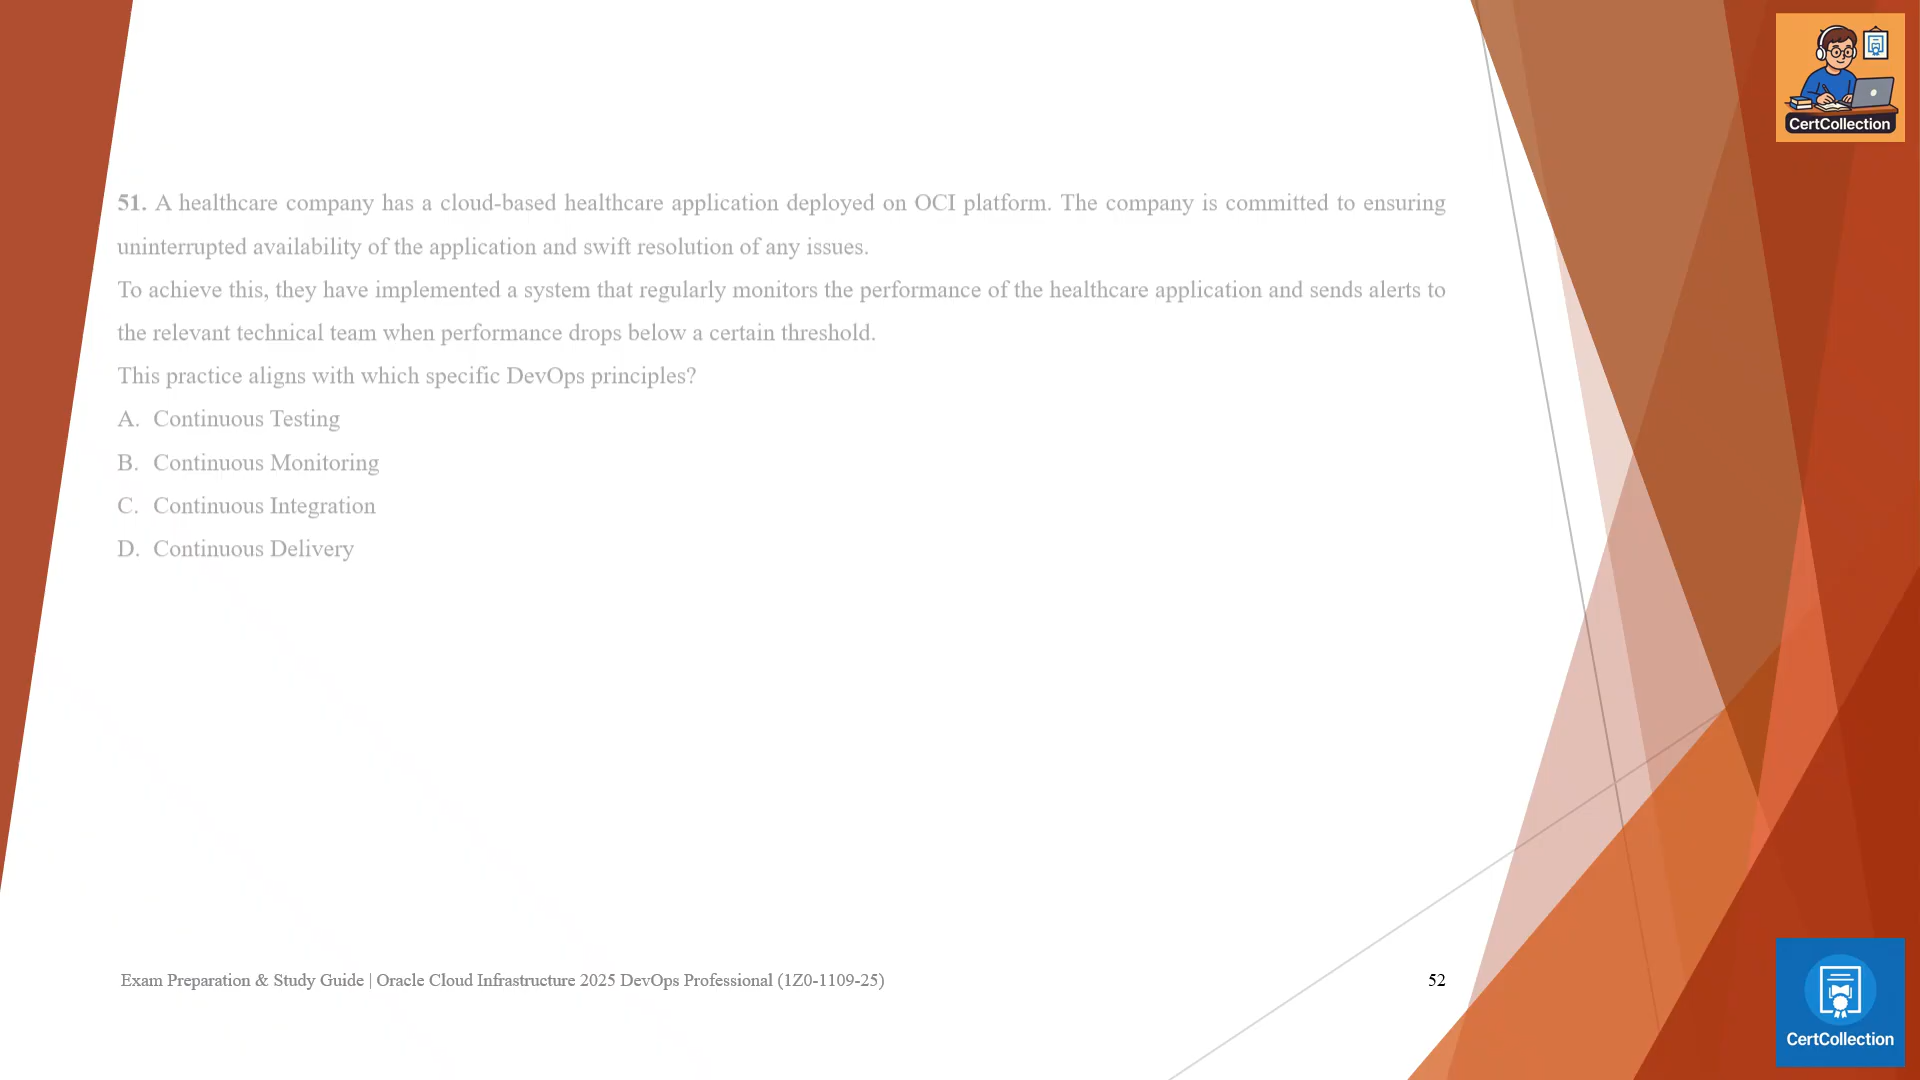 CertCollection
51. A healthcare company has a cloud-based healthcare application deployed on OCI platform. The company is committed to ensuring
uninterrupted availability of the application and swift resolution of any issues.
To achieve this, they have implemented a system that regularly monitors the performance of the healthcare application and sends alerts to
the relevant technical team when performance drops below a certain threshold.
This practice aligns with which specific DevOps principles?
A. Continuous Testing
B. Continuous Monitoring
C. Continuous Integration
D. Continuous Delivery
Exam Preparation & Study Guide | Oracle Cloud Infrastructure 2025 DevOps Professional (1Z0-1109-25)
52
CertCollection